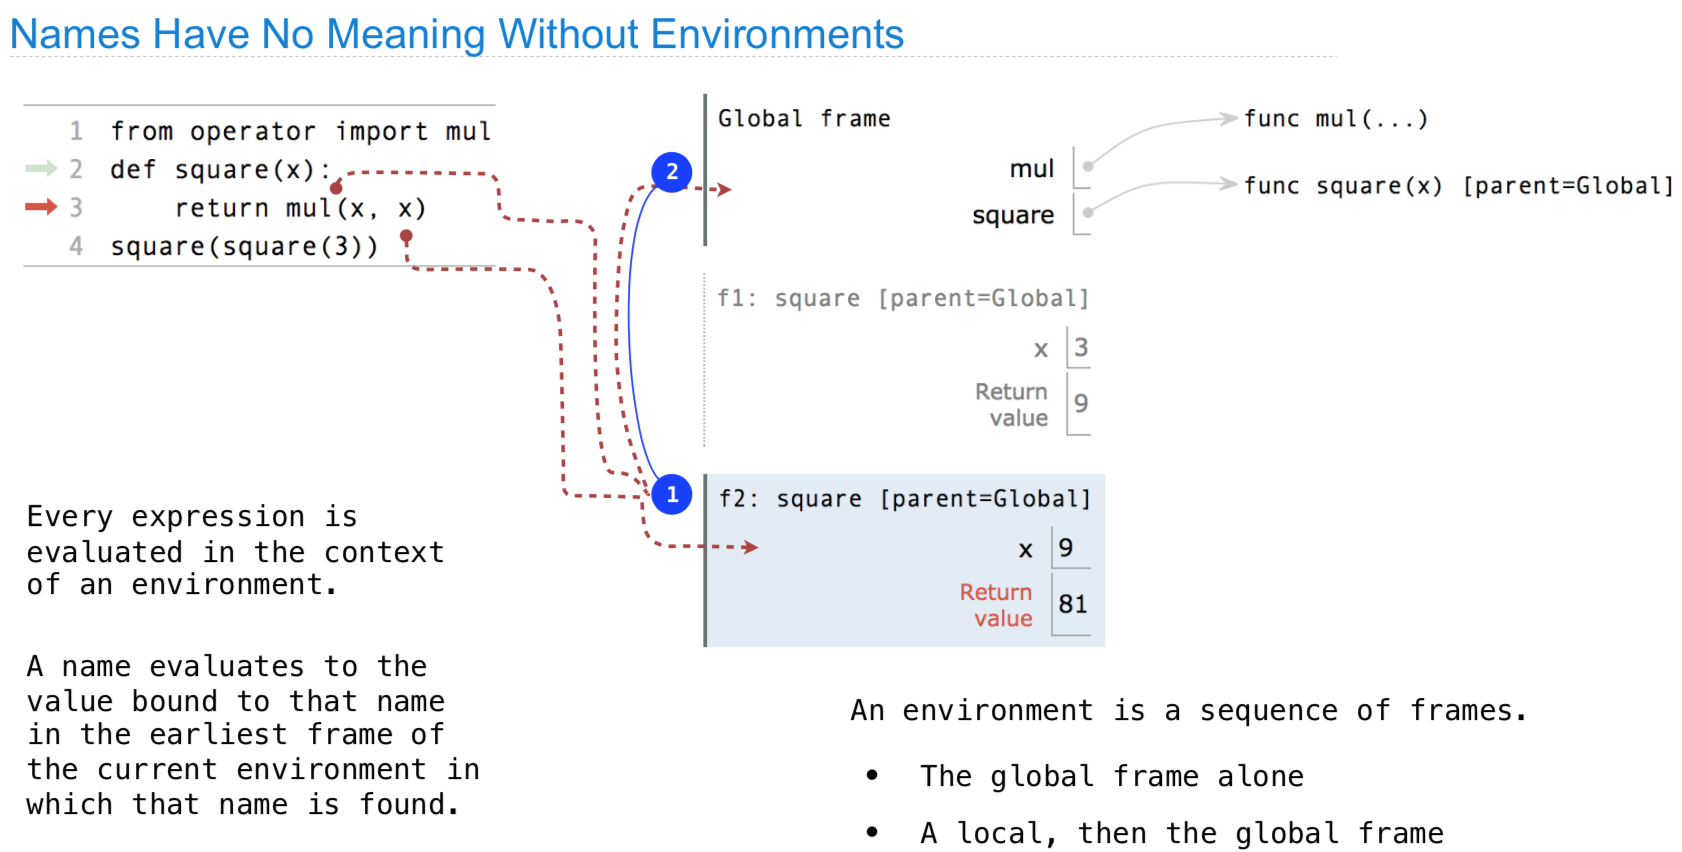 Names Have No Meaning Without Environments
1 from operator import mul
2 def square(x):
3 return mul(x, x)
4 square(square(3))
Global frame
mul
square
func mul(...)
func square(x) [parent=Global]
2
f1: square [parent=Global]
x 3
Return
value 9
1
f2: square [parent=Global]
x 9
Return
value 81
Every expression is
evaluated in the context
of an environment.
A name evaluates to the
value bound to that name
in the earliest frame of
the current environment in
which that name is found.
An environment is a sequence of frames.
• The global frame alone
• A local, then the global frame